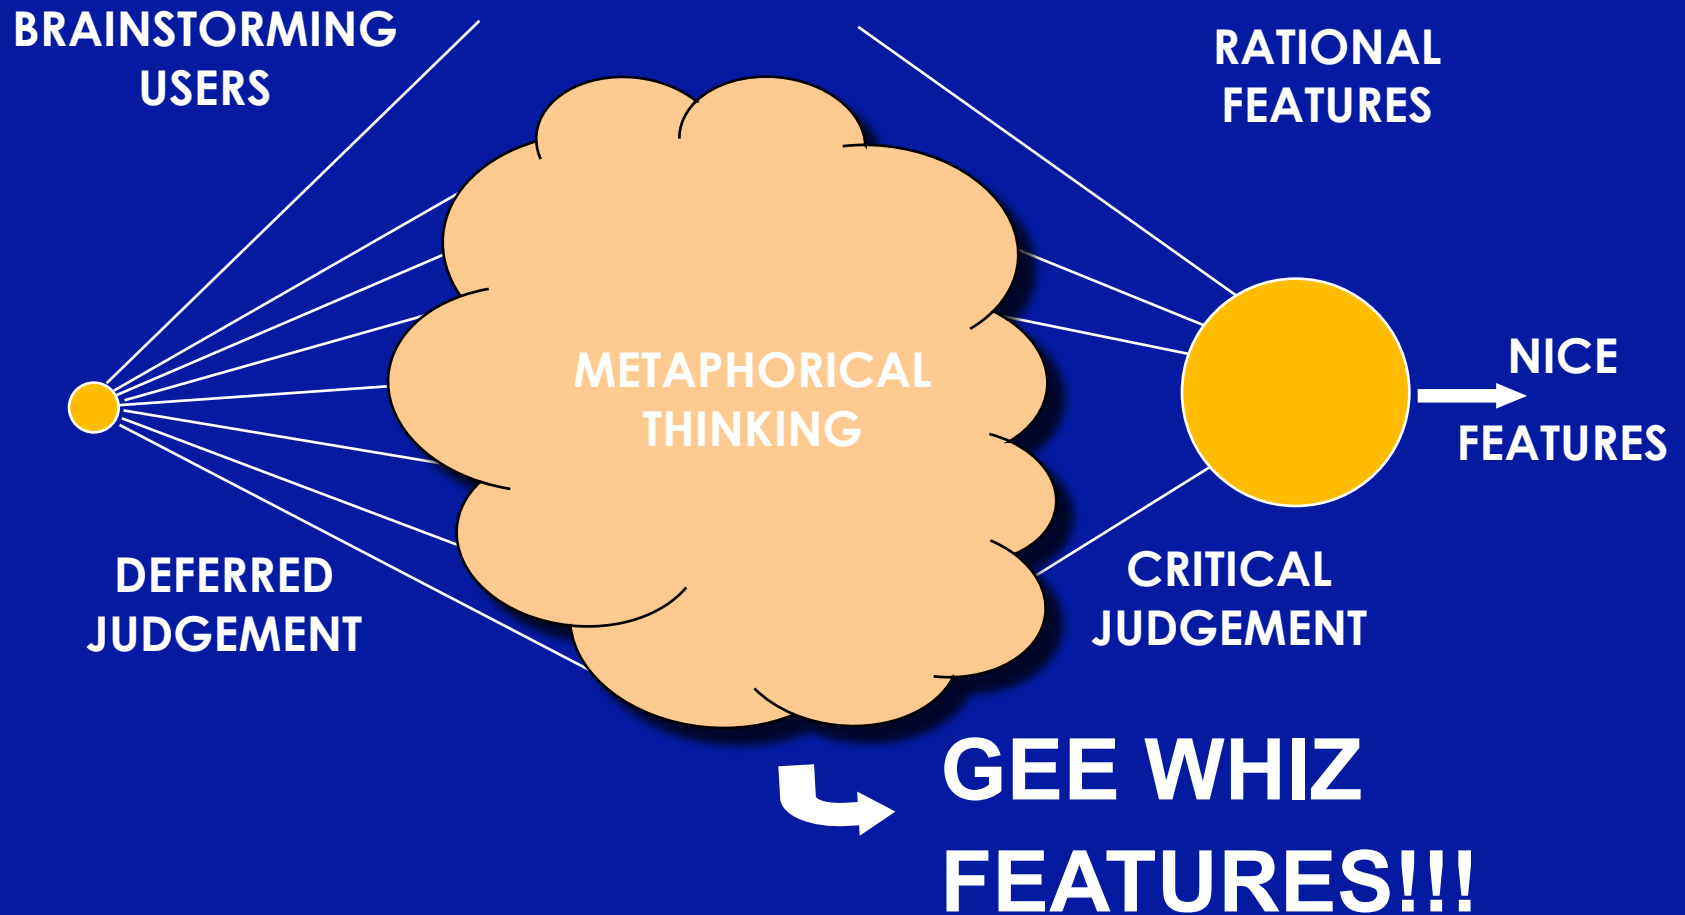 BRAINSTORMING
USERS
RATIONAL
FEATURES
METAPHORICAL
THINKING
NICE
FEATURES
DEFERRED
JUDGEMENT
CRITICAL
JUDGEMENT
GEE WHIZ
FEATURES!!!